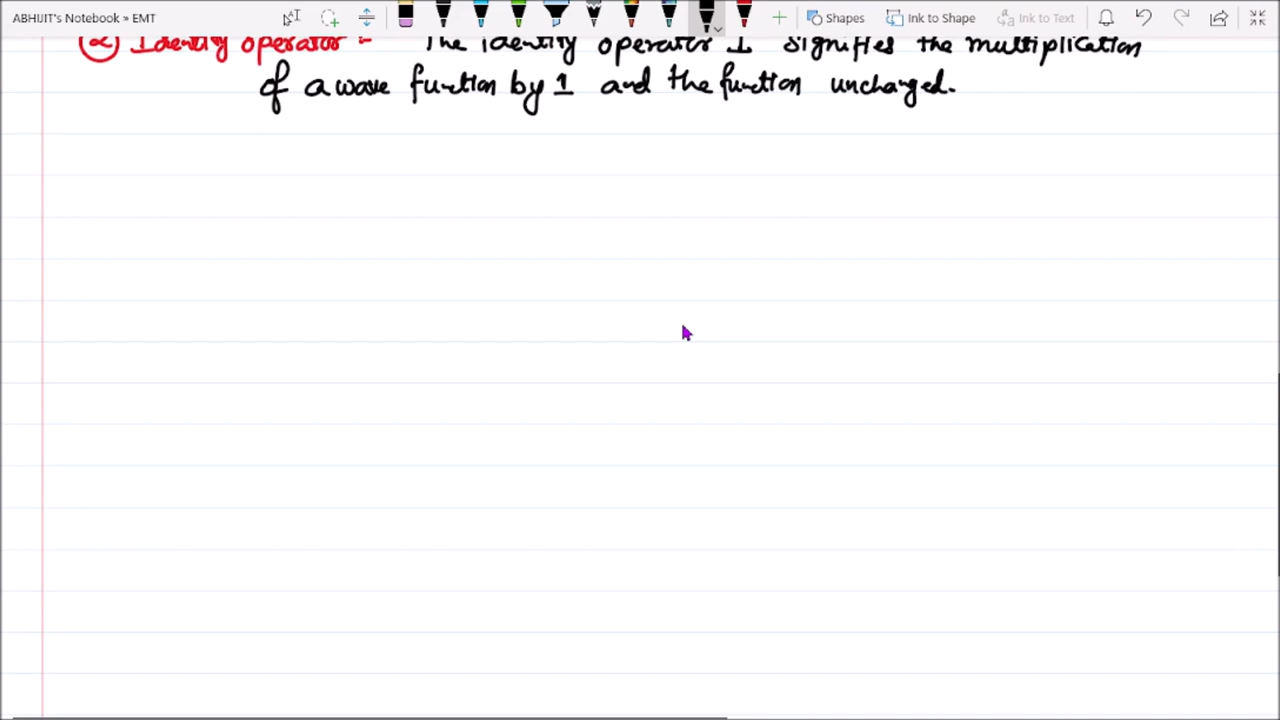 ABHIJIT's Notebook » EMT
Shapes
Ink to Shape
Ink to Text
② Identity operator :- The identity operator I signifies the multiplication
of a wave function by 1 and the function unchanged.